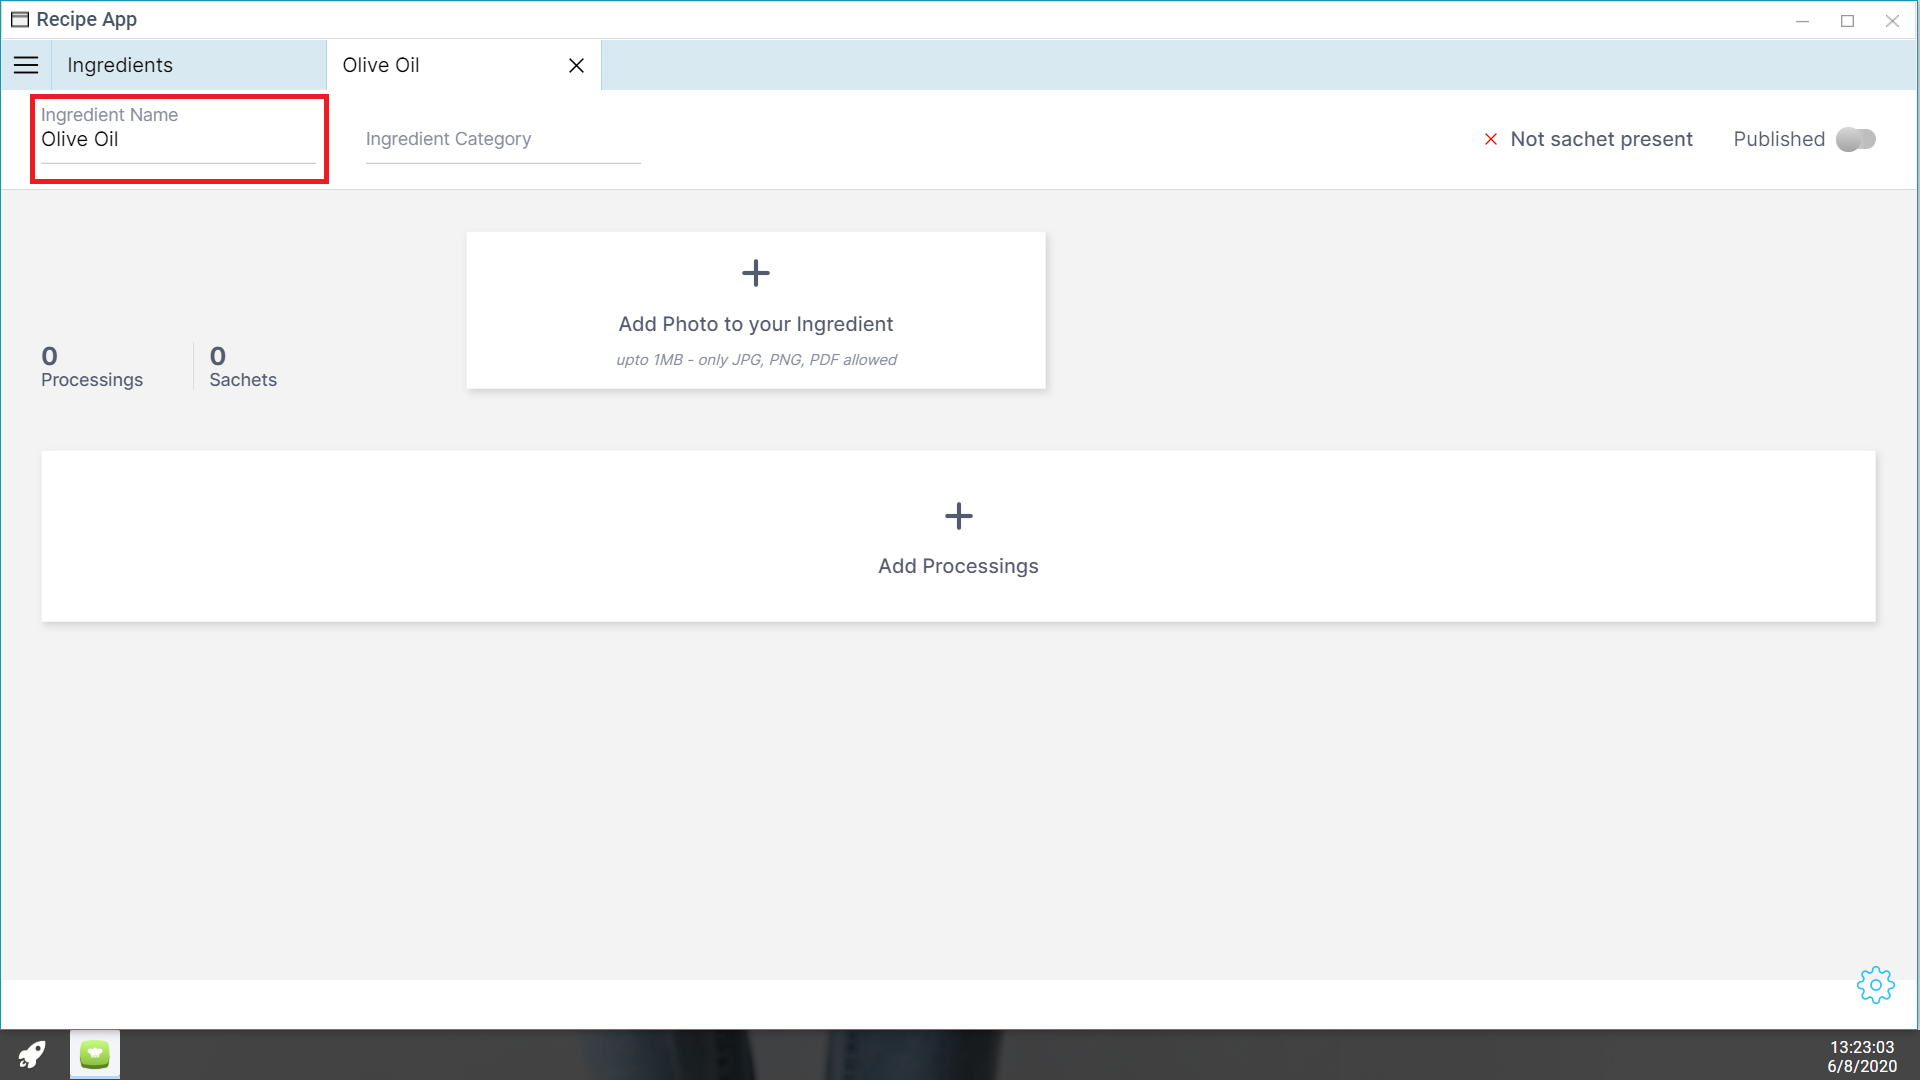 Recipe App
Ingredients
Olive Oil
Ingredient Name
Olive Oil
Ingredient Category
Not sachet present
Published
Add Photo to your Ingredient
upto 1MB - only JPG, PNG, PDF allowed
0
Processings
0
Sachets
Add Processings
13:23:03
6/8/2020